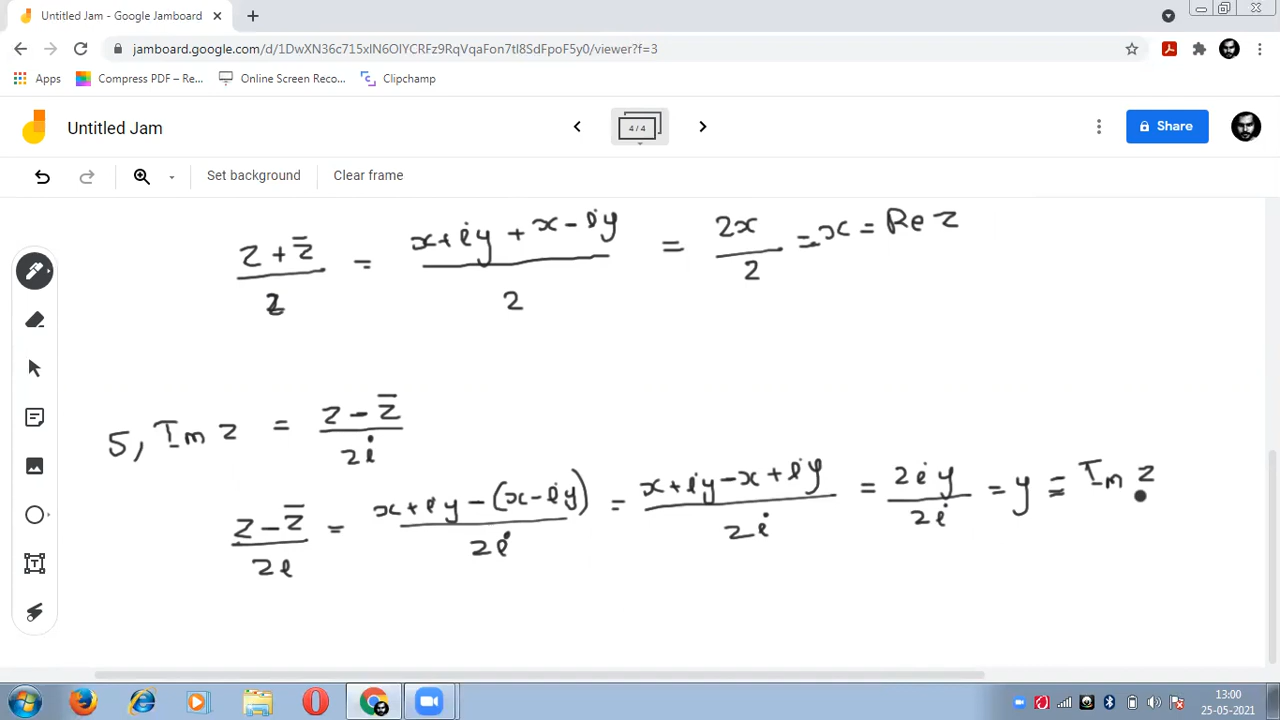 Untitled Jam - Google Jamboard
jamboard.google.com/d/1DwXN36c715xlN6OlYCRFz9RqVqaFon7tl8SdFpoF5y0/viewer?f=3
Apps Compress PDF – Re... Online Screen Reco... Clipchamp
Untitled Jam 4 / 4 Share
Set background Clear frame
(z + z̄)/2 = (x+iy + x-iy)/2 = 2x/2 = x = Re z
5, Im z = (z - z̄)/2i
(z - z̄)/2i = (x+iy-(x-iy))/2i = (x+iy-x+iy)/2i = 2iy/2i = y = Im z
13:00
25-05-2021